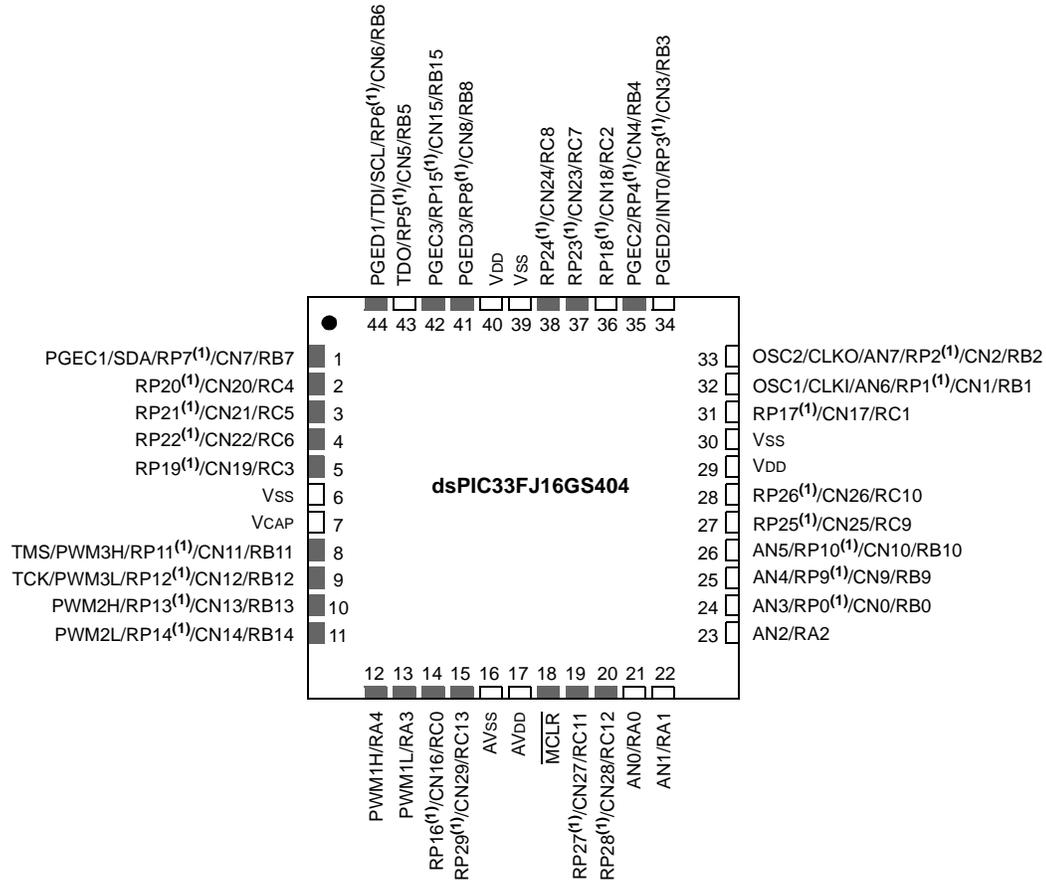 PGED1/TDI/SCL/RP6(1)/CN6/RB6
TDO/RP5(1)/CN5/RB5
PGEC3/RP15(1)/CN15/RB15
PGED3/RP8(1)/CN8/RB8
VDD
VSS
RP24(1)/CN24/RC8
RP23(1)/CN23/RC7
RP18(1)/CN18/RC2
PGEC2/RP4(1)/CN4/RB4
PGED2/INT0/RP3(1)/CN3/RB3
44 43 42 41 40 39 38 37 36 35 34
PGEC1/SDA/RP7(1)/CN7/RB7 1
RP20(1)/CN20/RC4 2
RP21(1)/CN21/RC5 3
RP22(1)/CN22/RC6 4
RP19(1)/CN19/RC3 5
VSS 6
VCAP 7
TMS/PWM3H/RP11(1)/CN11/RB11 8
TCK/PWM3L/RP12(1)/CN12/RB12 9
PWM2H/RP13(1)/CN13/RB13 10
PWM2L/RP14(1)/CN14/RB14 11
dsPIC33FJ16GS404
33 OSC2/CLKO/AN7/RP2(1)/CN2/RB2
32 OSC1/CLKI/AN6/RP1(1)/CN1/RB1
31 RP17(1)/CN17/RC1
30 VSS
29 VDD
28 RP26(1)/CN26/RC10
27 RP25(1)/CN25/RC9
26 AN5/RP10(1)/CN10/RB10
25 AN4/RP9(1)/CN9/RB9
24 AN3/RP0(1)/CN0/RB0
23 AN2/RA2
12 13 14 15 16 17 18 19 20 21 22
PWM1H/RA4
PWM1L/RA3
RP16(1)/CN16/RC0
RP29(1)/CN29/RC13
AVSS
AVDD
MCLR
RP27(1)/CN27/RC11
RP28(1)/CN28/RC12
AN0/RA0
AN1/RA1